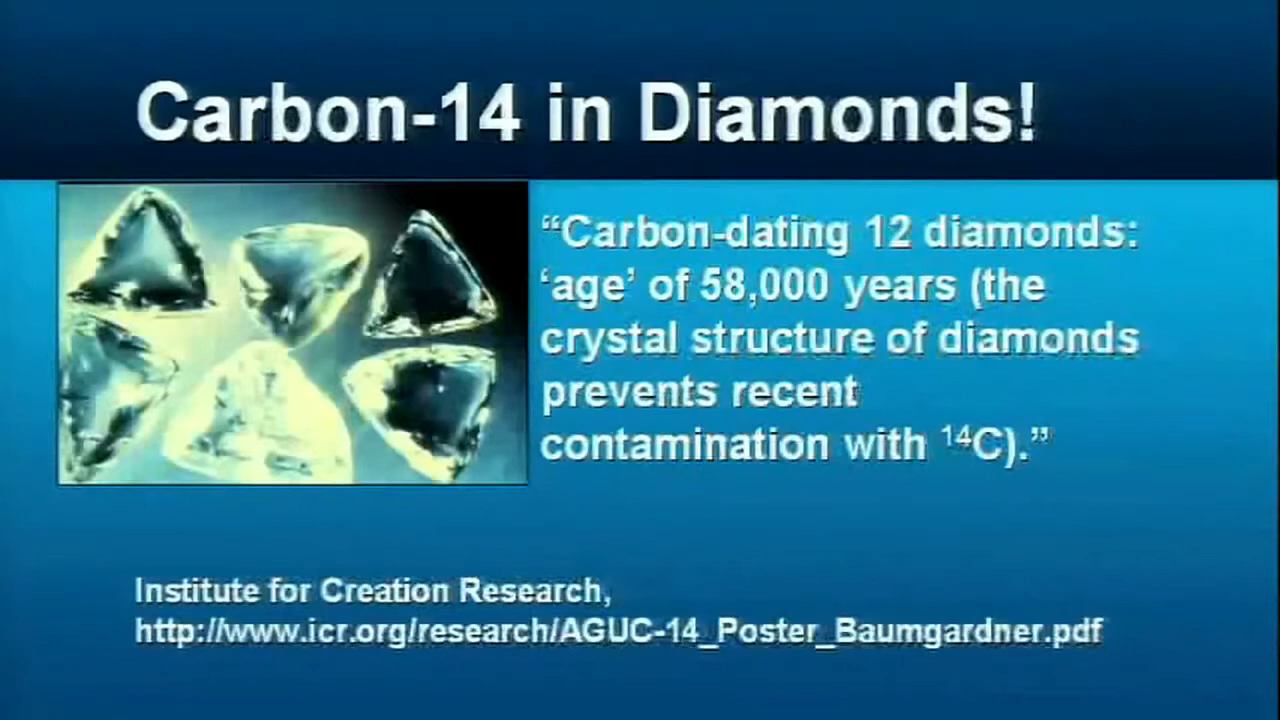 Carbon-14 in Diamonds!
“Carbon-dating 12 diamonds:
‘age’ of 58,000 years (the
crystal structure of diamonds
prevents recent
contamination with ¹⁴C).”
Institute for Creation Research,
http://www.icr.org/research/AGUC-14_Poster_Baumgardner.pdf